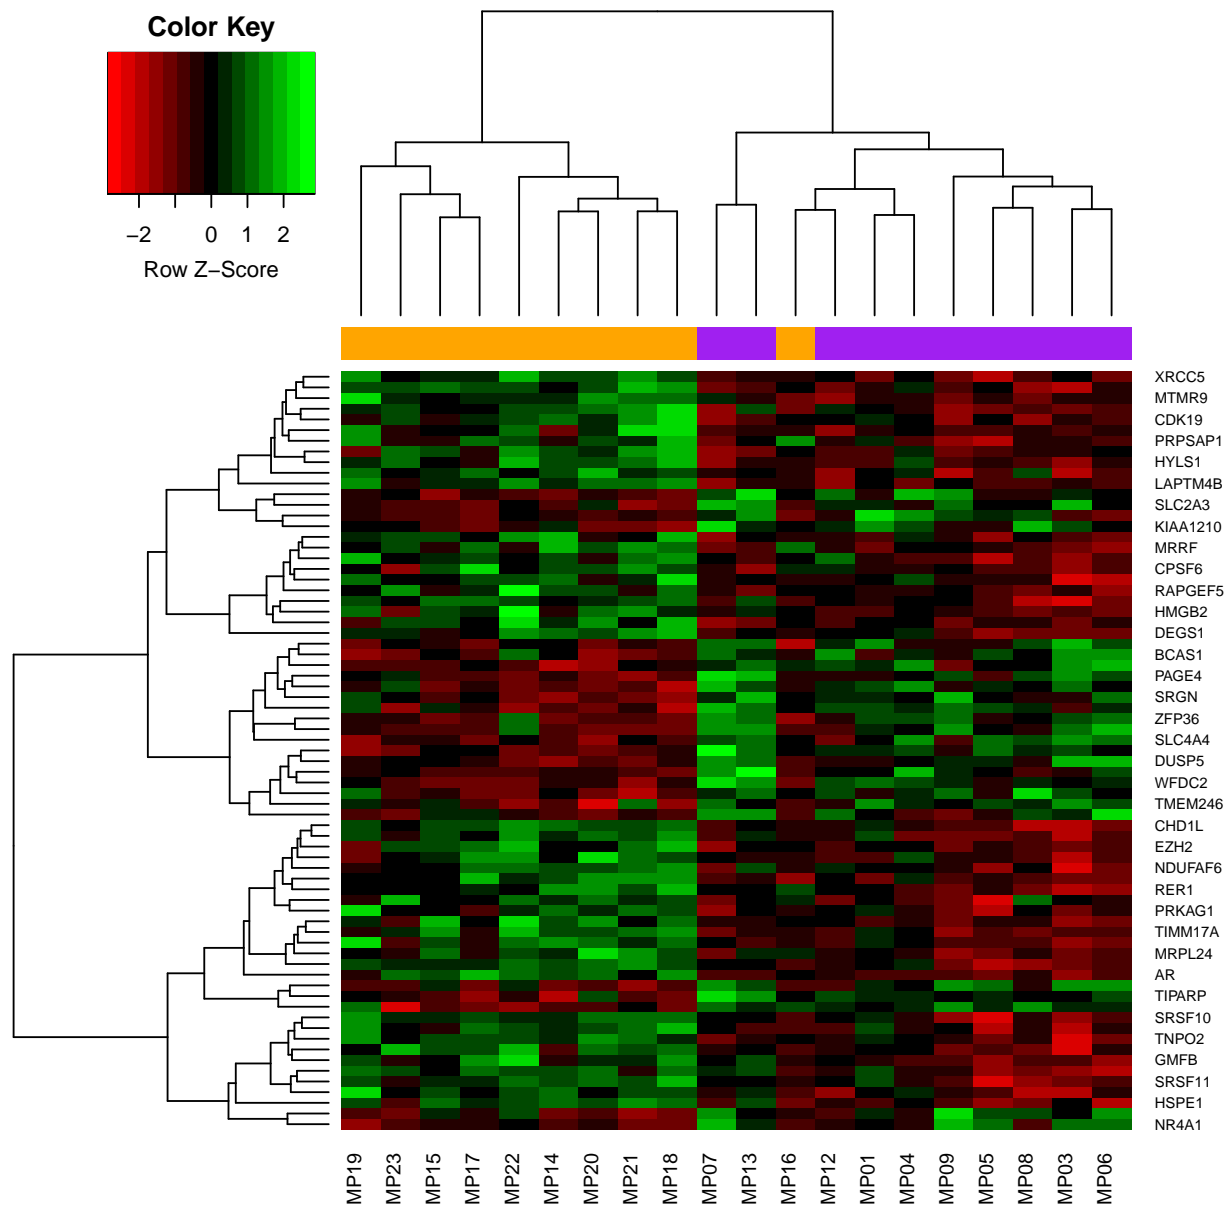 Color Key
−2 0 1 2
Row Z−Score
XRCC5
MTMR9
CDK19
PRPSAP1
HYLS1
LAPTM4B
SLC2A3
KIAA1210
MRRF
CPSF6
RAPGEF5
HMGB2
DEGS1
BCAS1
PAGE4
SRGN
ZFP36
SLC4A4
DUSP5
WFDC2
TMEM246
CHD1L
EZH2
NDUFAF6
RER1
PRKAG1
TIMM17A
MRPL24
AR
TIPARP
SRSF10
TNPO2
GMFB
SRSF11
HSPE1
NR4A1
MP19 MP23 MP15 MP17 MP22 MP14 MP20 MP21 MP18 MP07 MP13 MP16 MP12 MP01 MP04 MP09 MP05 MP08 MP03 MP06